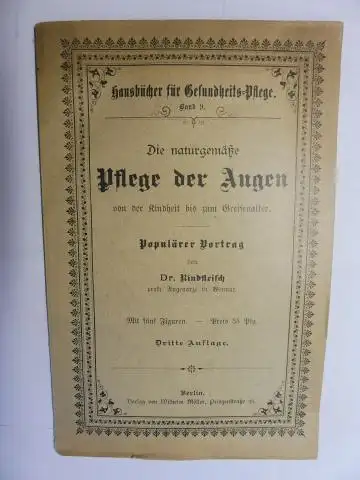 Hausbücher für Gesundheits-Pflege.
Band 9.
Die naturgemäße
Pflege der Augen
von der Kindheit bis zum Greisenalter.
Populärer Vortrag
von
Dr. Rindfleisch
prakt. Augenarzt in Weimar.
Mit fünf Figuren. — Preis 55 Pfg.
Dritte Auflage.
Berlin.
Verlag von Wilhelm Möller, Prinzenstraße